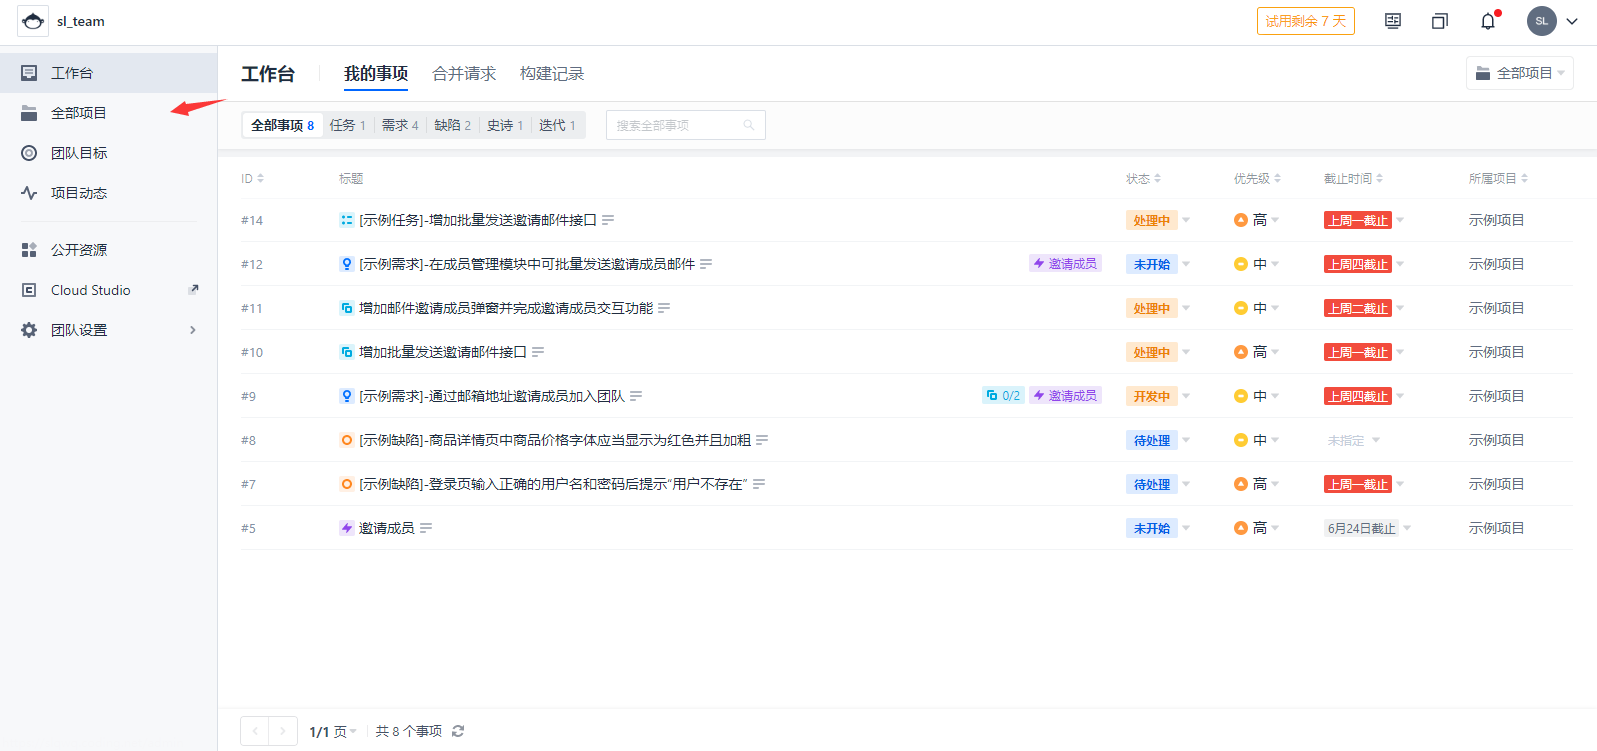 sl_team
试用剩余 7 天
SL
工作台
全部项目
团队目标
项目动态
公开资源
Cloud Studio
团队设置
工作台 我的事项 合并请求 构建记录 全部项目
全部事项 8 任务 1 需求 4 缺陷 2 史诗 1 迭代 1 搜索全部事项
ID 标题 状态 优先级 截止时间 所属项目
#14 [示例任务]-增加批量发送邀请邮件接口 处理中 高 上周一截止 示例项目
#12 [示例需求]-在成员管理模块中可批量发送邀请成员邮件 邀请成员 未开始 中 上周四截止 示例项目
#11 增加邮件邀请成员弹窗并完成邀请成员交互功能 处理中 中 上周二截止 示例项目
#10 增加批量发送邀请邮件接口 处理中 高 上周一截止 示例项目
#9 [示例需求]-通过邮箱地址邀请成员加入团队 0/2 邀请成员 开发中 中 上周四截止 示例项目
#8 [示例缺陷]-商品详情页中商品价格字体应当显示为红色并且加粗 待处理 中 未指定 示例项目
#7 [示例缺陷]-登录页输入正确的用户名和密码后提示“用户不存在” 待处理 高 上周一截止 示例项目
#5 邀请成员 未开始 高 6月24日截止 示例项目
1/1 页 共 8 个事项